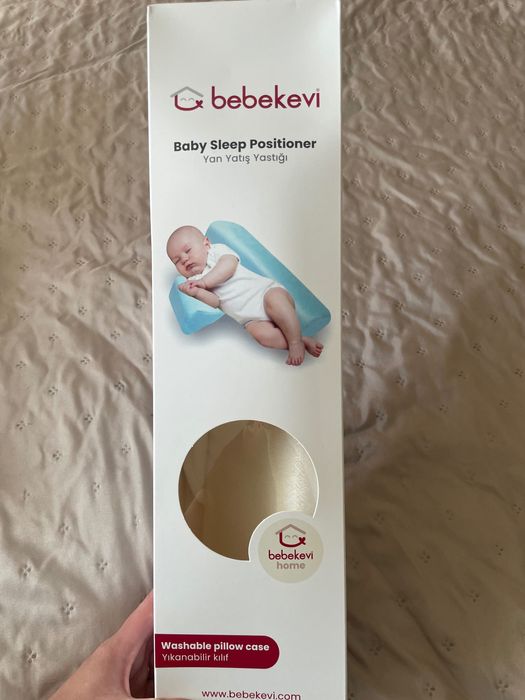 bebekevi
Baby Sleep Positioner
Yan Yatış Yastığı
bebekevi
home
Washable pillow case
Yıkanabilir kılıf
www.bebekevi.com